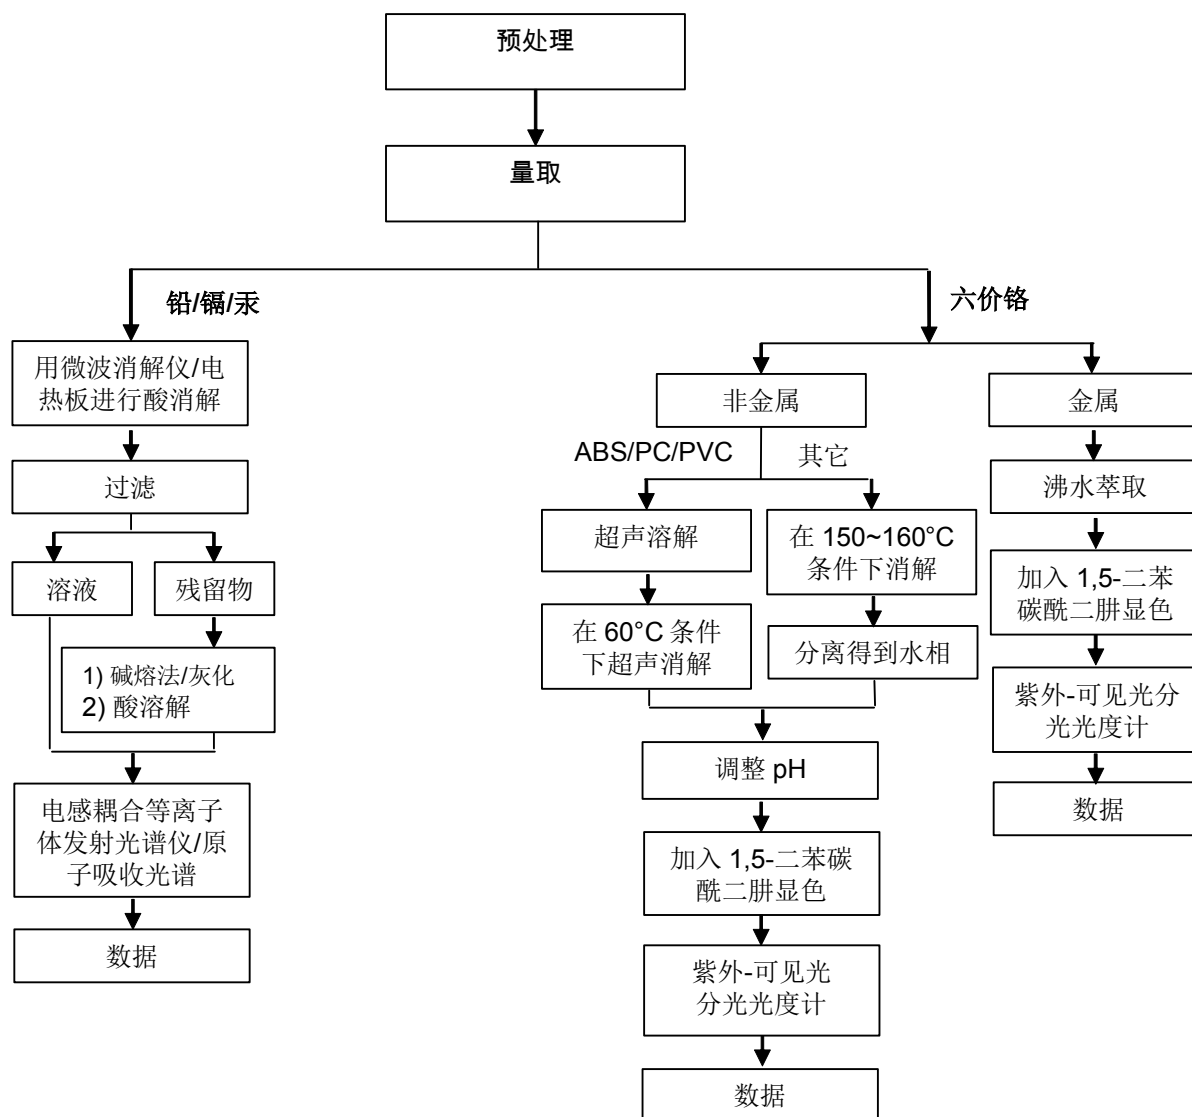 预处理
量取
铅/镉/汞
用微波消解仪/电
热板进行酸消解
过滤
溶液
残留物
1) 碱熔法/灰化
2) 酸溶解
电感耦合等离子
体发射光谱仪/原
子吸收光谱
数据
六价铬
非金属
ABS/PC/PVC
其它
超声溶解
在 60°C 条件
下超声消解
在 150~160°C
条件下消解
分离得到水相
调整 pH
加入 1,5-二苯碳
酰二肼显色
紫外-可见光
分光光度计
数据
金属
沸水萃取
加入 1,5-二苯
碳酰二肼显色
紫外-可见光分
光光度计
数据